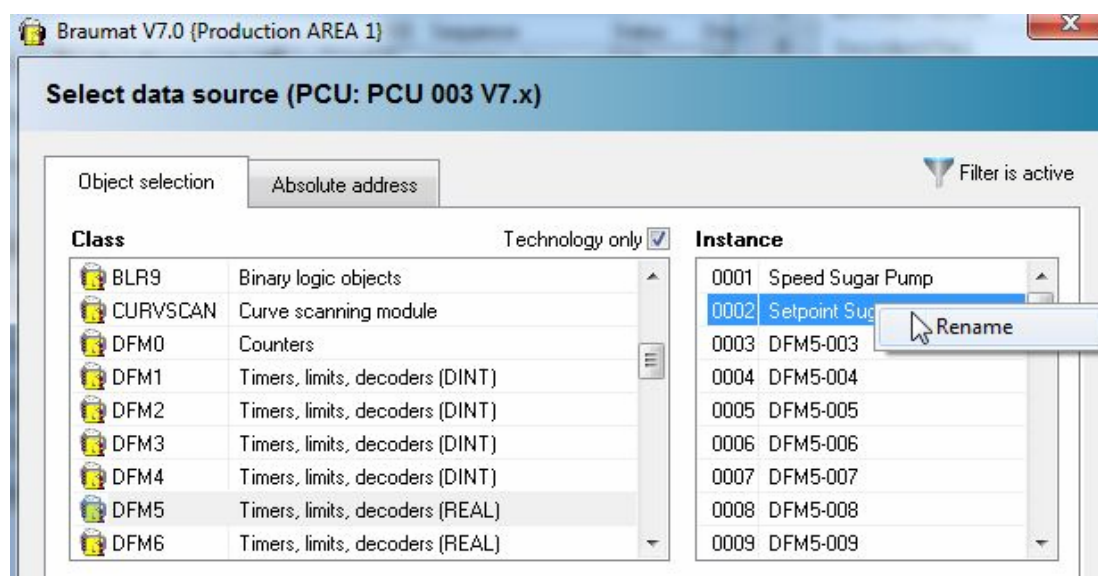 Braumat V7.0 {Production AREA 1}
Select data source (PCU: PCU 003 V7.x)
Object selection
Absolute address
Filter is active
Class
Technology only
Instance
BLR9 Binary logic objects
CURVSCAN Curve scanning module
DFM0 Counters
DFM1 Timers, limits, decoders (DINT)
DFM2 Timers, limits, decoders (DINT)
DFM3 Timers, limits, decoders (DINT)
DFM4 Timers, limits, decoders (DINT)
DFM5 Timers, limits, decoders (REAL)
DFM6 Timers, limits, decoders (REAL)
0001 Speed Sugar Pump
0002 Setpoint
Rename
0003 DFM5-003
0004 DFM5-004
0005 DFM5-005
0006 DFM5-006
0007 DFM5-007
0008 DFM5-008
0009 DFM5-009